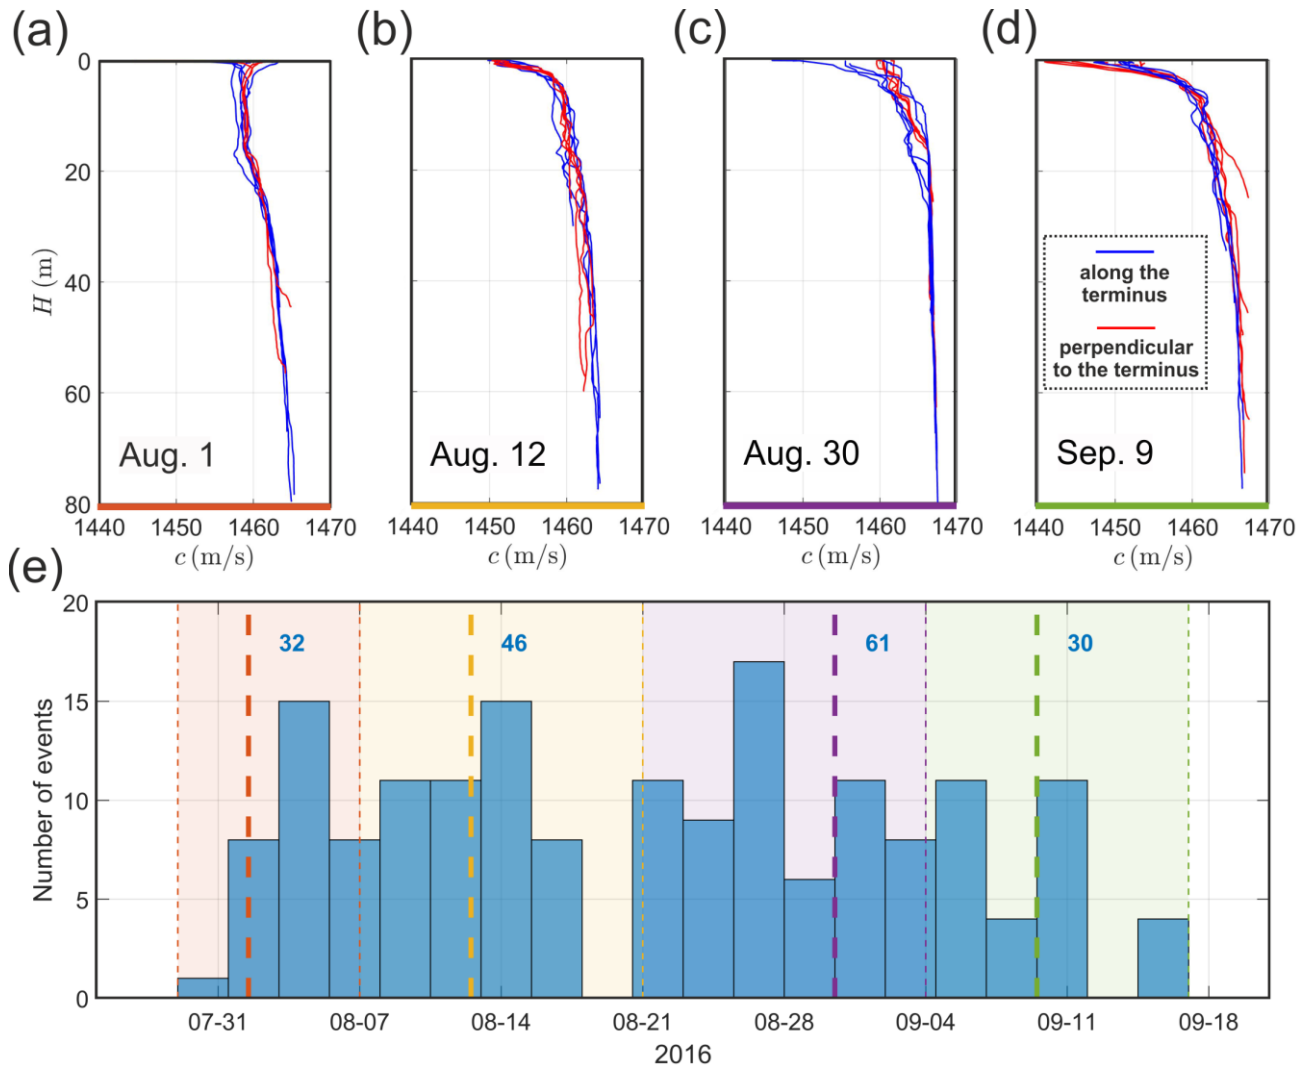 (a) (b) (c) (d)
0
20
40
60
80
H (m)
Aug. 1
Aug. 12
Aug. 30
Sep. 9
along the
terminus
perpendicular
to the terminus
1440 1450 1460 1470
1440 1450 1460 1470
1440 1450 1460 1470
1440 1450 1460 1470
c (m/s) c (m/s) c (m/s) c (m/s)
(e)
20
15
10
5
0
Number of events
32 46 61 30
07-31 08-07 08-14 08-21 08-28 09-04 09-11 09-18
2016